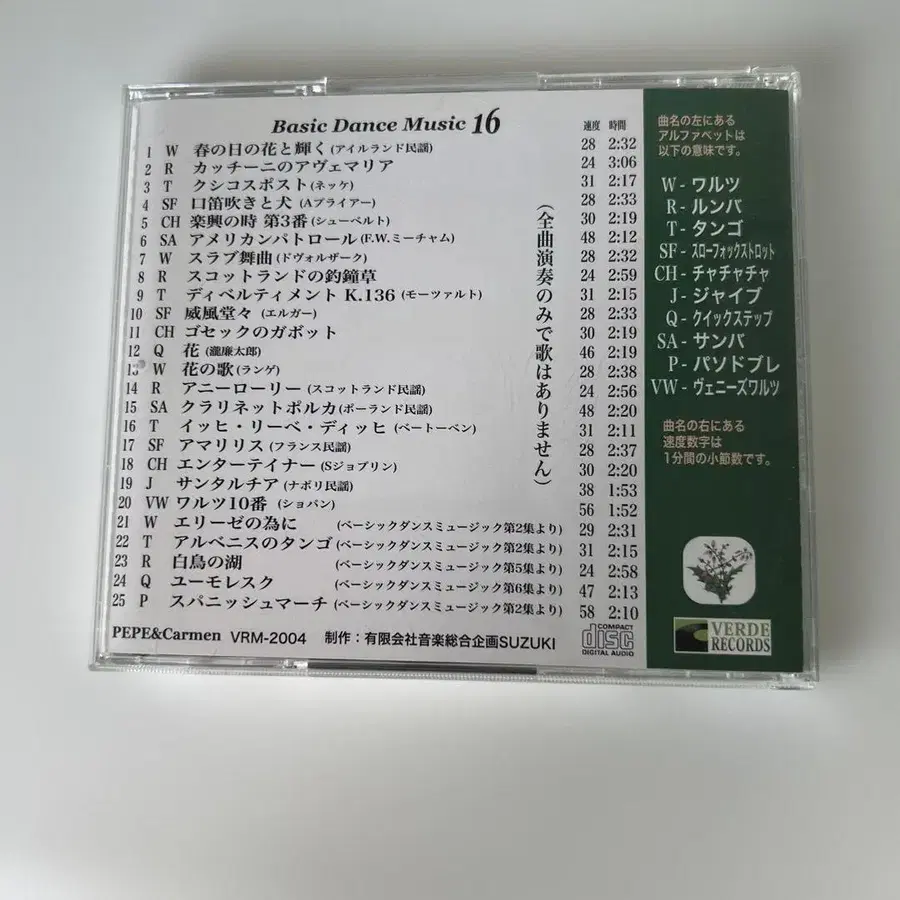 Basic Dance Music 16
速度 時間
1 W 春の日の花と輝く (アイルランド民謡) 28 2:32
2 R カッチーニのアヴェマリア 24 3:06
3 T クシコスポスト (ネッケ) 31 2:17
4 SF 口笛吹きと犬 (Aプライアー) 28 2:33
5 CH 楽興の時 第3番 (シューベルト) 30 2:19
6 SA アメリカンパトロール (F.W.ミーチャム) 48 2:12
7 W スラブ舞曲 (ドヴォルザーク) 28 2:32
8 R スコットランドの釣鐘草 24 2:59
9 T ディベルティメント K.136 (モーツァルト) 31 2:15
10 SF 威風堂々 (エルガー) 28 2:33
11 CH ゴセックのガボット 30 2:19
12 Q 花 (瀧廉太郎) 46 2:19
13 W 花の歌 (ランゲ) 28 2:38
14 R アニーローリー (スコットランド民謡) 24 2:56
15 SA クラリネットポルカ (ポーランド民謡) 48 2:20
16 T イッヒ・リーベ・ディッヒ (ベートーベン) 31 2:11
17 SF アマリリス (フランス民謡) 28 2:37
18 CH エンターテイナー (Sジョプリン) 30 2:20
19 J サンタルチア (ナポリ民謡) 38 1:53
20 VW ワルツ10番 (ショパン) 56 1:52
21 W エリーゼの為に (ベーシックダンスミュージック第2集より) 29 2:31
22 T アルベニスのタンゴ (ベーシックダンスミュージック第2集より) 31 2:15
23 R 白鳥の湖 (ベーシックダンスミュージック第5集より) 24 2:58
24 Q ユーモレスク (ベーシックダンスミュージック第6集より) 47 2:13
25 P スパニッシュマーチ (ベーシックダンスミュージック第2集より) 58 2:10
(全曲演奏のみで歌はありません)
PEPE&Carmen VRM-2004 制作：有限会社音楽総合企画SUZUKI
COMPACT
disc
DIGITAL AUDIO
曲名の左にある
アルファベットは
以下の意味です。
W - ワルツ
R - ルンバ
T - タンゴ
SF - スローフォックストロット
CH - チャチャチャ
J - ジャイブ
Q - クイックステップ
SA - サンバ
P - パソドブレ
VW - ヴェニーズワルツ
曲名の右にある
速度数字は
1分間の小節数です。
VERDE
RECORDS